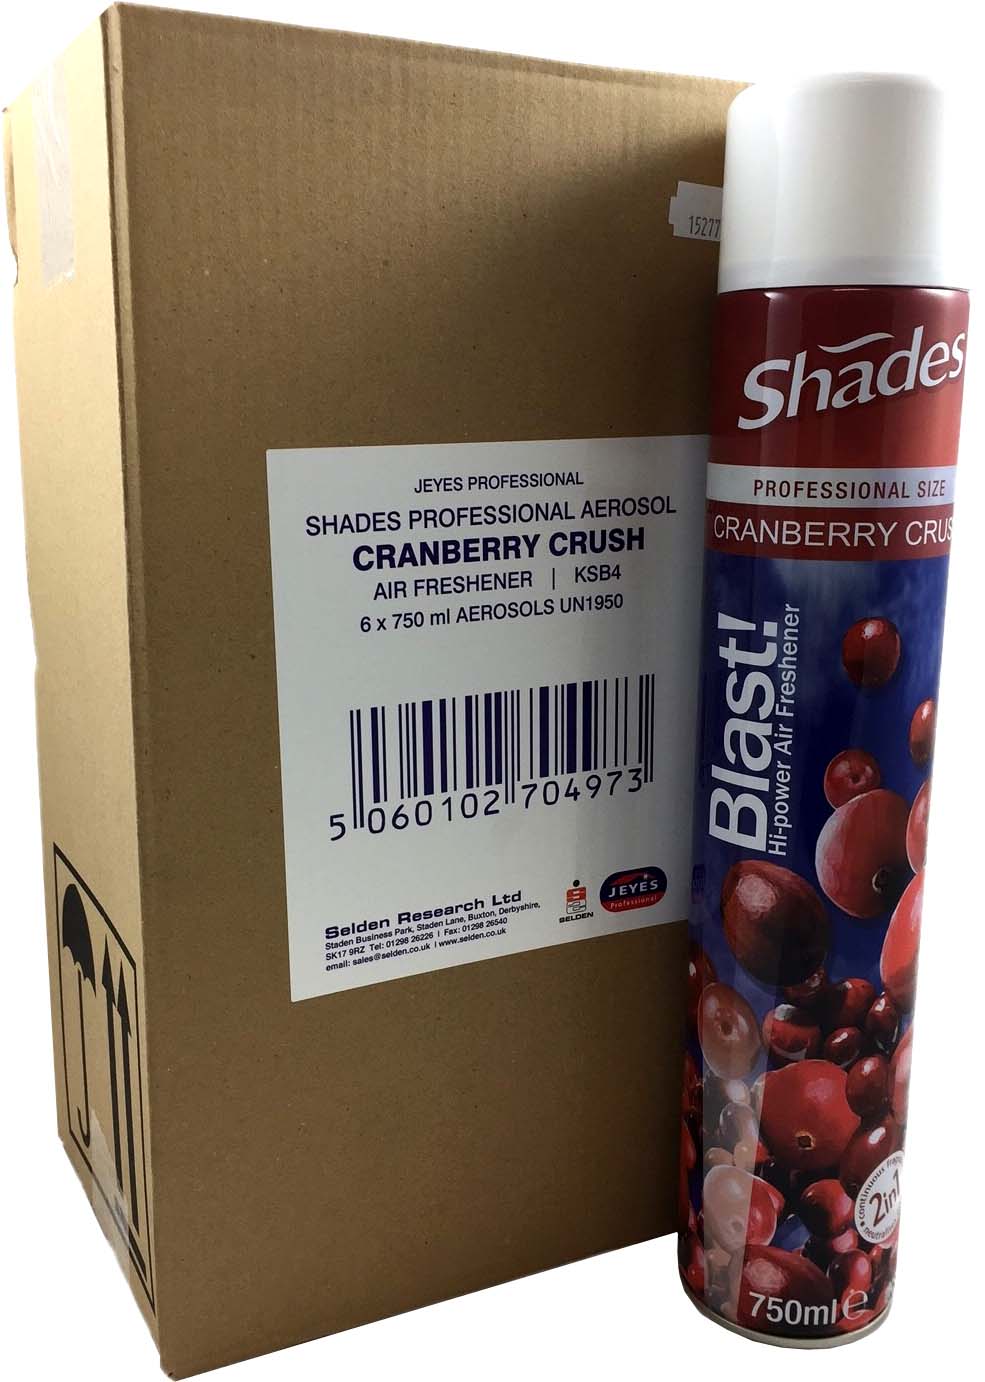 15277
JEYES PROFESSIONAL
SHADES PROFESSIONAL AEROSOL
CRANBERRY CRUSH
AIR FRESHENER | KSB4
6 x 750 ml AEROSOLS UN1950
5 060102 704973
Selden Research Ltd
Staden Business Park, Staden Lane, Buxton, Derbyshire,
SK17 9RZ Tel: 01298 26226 | Fax: 01298 26540
email: sales@selden.co.uk | www.selden.co.uk
SELDEN
JEYES
Professional
Shades
PROFESSIONAL SIZE
CRANBERRY CRUS
Blast!
Hi-power Air Freshener
continuous
2in1
750ml e